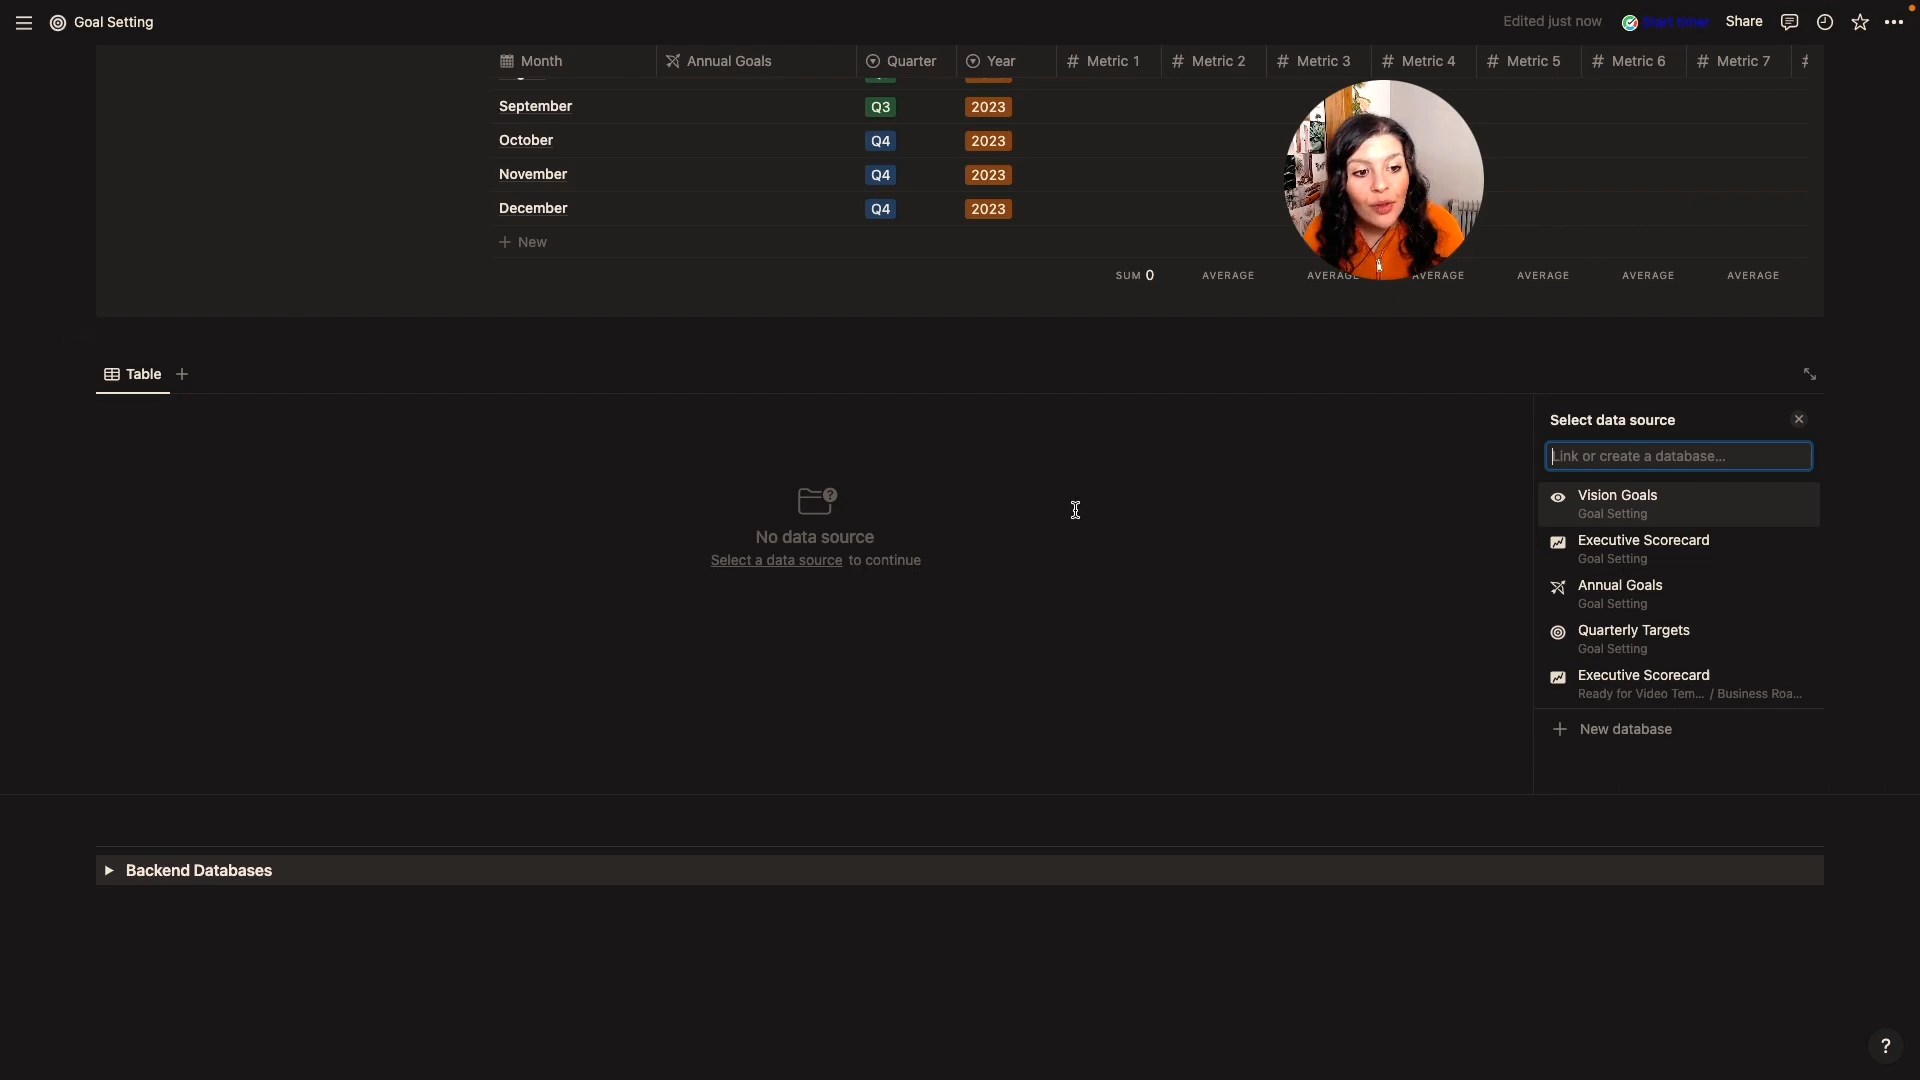 Goal Setting
Edited just now
Start timer
Share
Month
Annual Goals
Quarter
Year
Metric 1
Metric 2
Metric 3
Metric 4
Metric 5
Metric 6
Metric 7
September
Q3
2023
October
Q4
2023
November
Q4
2023
December
Q4
2023
+ New
SUM 0
AVERAGE
AVERAGE
AVERAGE
AVERAGE
AVERAGE
AVERAGE
Table +
Select data source
Link or create a database...
No data source
Select a data source to continue
Vision Goals
Goal Setting
Executive Scorecard
Goal Setting
Annual Goals
Goal Setting
Quarterly Targets
Goal Setting
Executive Scorecard
Ready for Video Tem... / Business Roa...
+ New database
Backend Databases
?